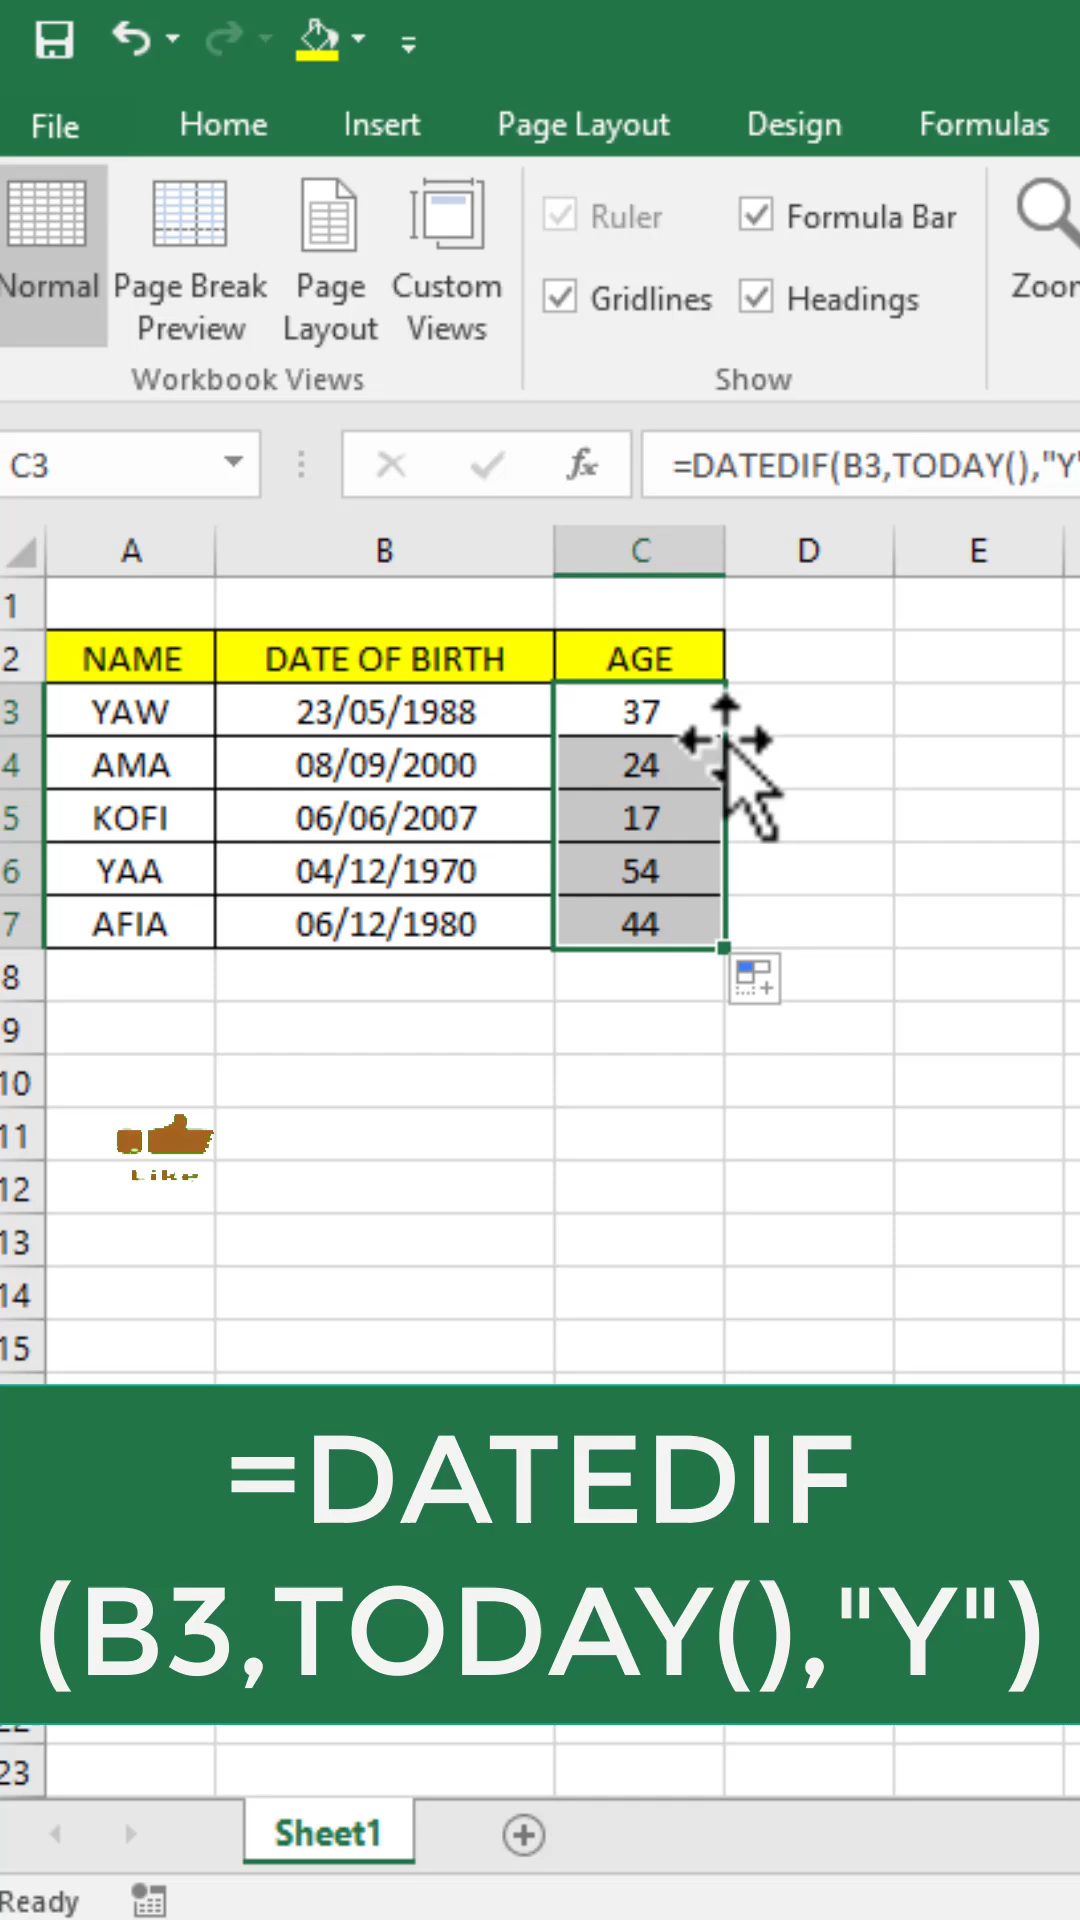 File Home Insert Page Layout Design Formulas
Normal Page Break Preview Page Layout Custom Views
Ruler Formula Bar
Gridlines Headings
Workbook Views Show
C3 fx =DATEDIF(B3,TODAY(),"Y"
A B C D E
1
2 NAME DATE OF BIRTH AGE
3 YAW 23/05/1988 37
4 AMA 08/09/2000 24
5 KOFI 06/06/2007 17
6 YAA 04/12/1970 54
7 AFIA 06/12/1980 44
8
9
10
11
Like
12
13
14
15
=DATEDIF
(B3,TODAY(),"Y")
23
Sheet1
Ready